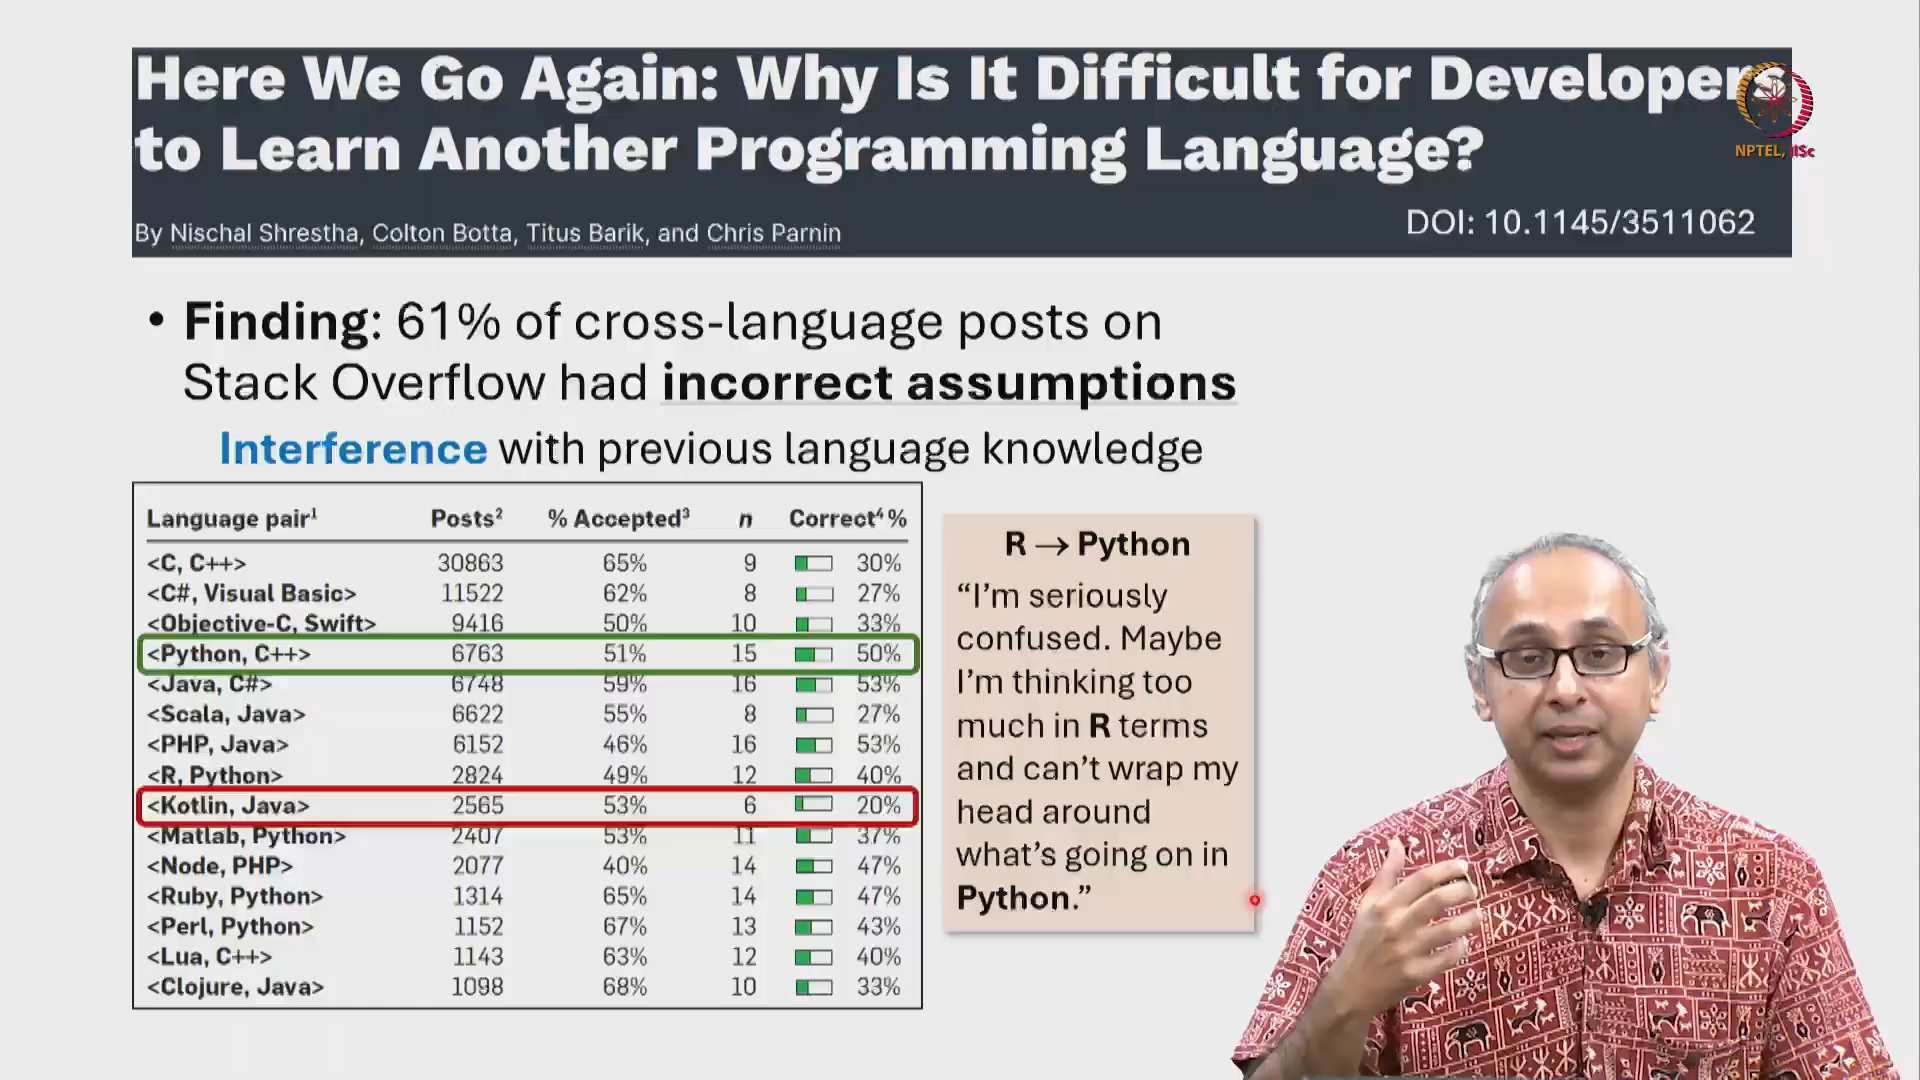 Here We Go Again: Why Is It Difficult for Developers
to Learn Another Programming Language?
NPTEL, IISc
By Nischal Shrestha, Colton Botta, Titus Barik, and Chris Parnin
DOI: 10.1145/3511062
• Finding: 61% of cross-language posts on
Stack Overflow had incorrect assumptions
Interference with previous language knowledge
Language pair¹ Posts² % Accepted³ n Correct⁴ %
<C, C++> 30863 65% 9 30%
<C#, Visual Basic> 11522 62% 8 27%
<Objective-C, Swift> 9416 50% 10 33%
<Python, C++> 6763 51% 15 50%
<Java, C#> 6748 59% 16 53%
<Scala, Java> 6622 55% 8 27%
<PHP, Java> 6152 46% 16 53%
<R, Python> 2824 49% 12 40%
<Kotlin, Java> 2565 53% 6 20%
<Matlab, Python> 2407 53% 11 37%
<Node, PHP> 2077 40% 14 47%
<Ruby, Python> 1314 65% 14 47%
<Perl, Python> 1152 67% 13 43%
<Lua, C++> 1143 63% 12 40%
<Clojure, Java> 1098 68% 10 33%
R → Python
“I’m seriously
confused. Maybe
I’m thinking too
much in R terms
and can’t wrap my
head around
what’s going on in
Python.”